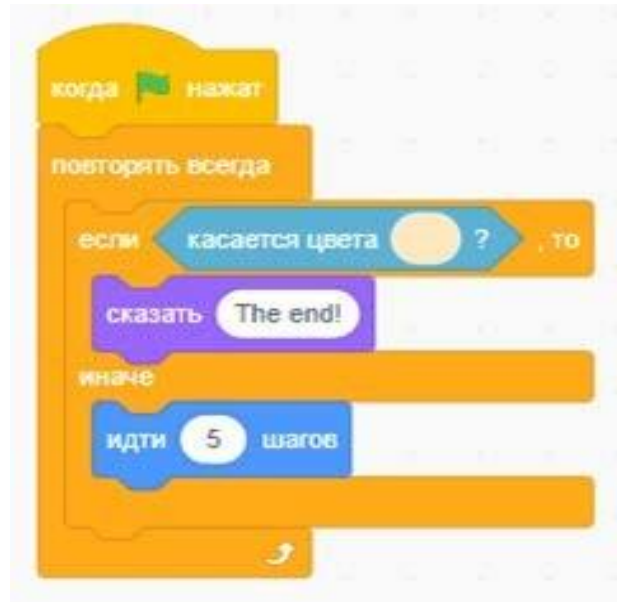 когда нажат
повторять всегда
если касается цвета ? , то
сказать The end!
иначе
идти 5 шагов